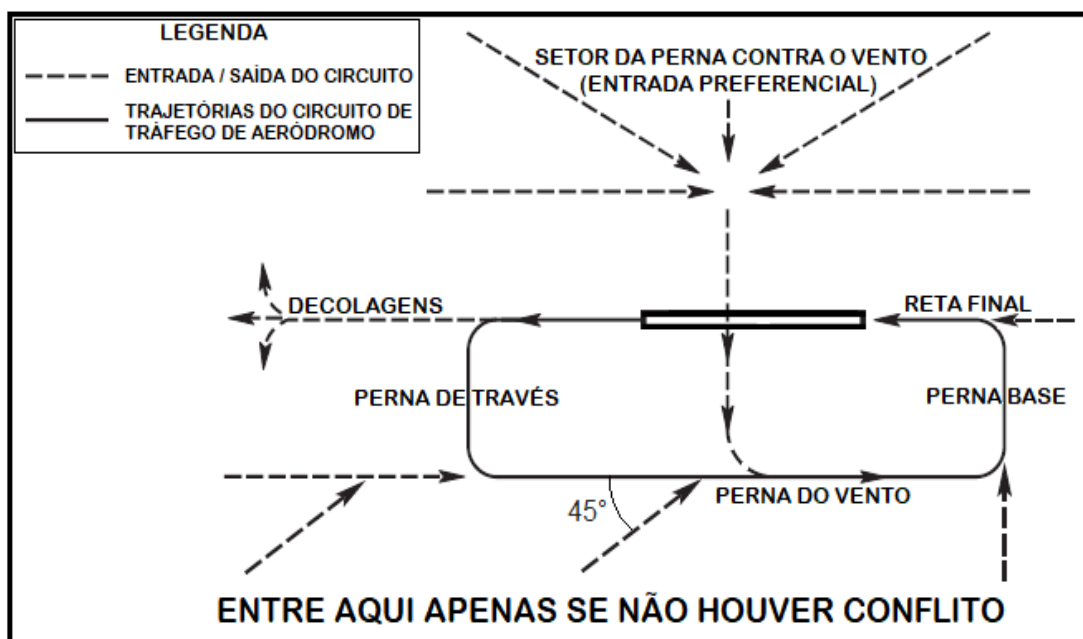 LEGENDA
ENTRADA / SAÍDA DO CIRCUITO
TRAJETÓRIAS DO CIRCUITO DE
TRÁFEGO DE AERÓDROMO
SETOR DA PERNA CONTRA O VENTO
(ENTRADA PREFERENCIAL)
DECOLAGENS
RETA FINAL
PERNA DE TRAVÉS
PERNA BASE
PERNA DO VENTO
45°
ENTRE AQUI APENAS SE NÃO HOUVER CONFLITO